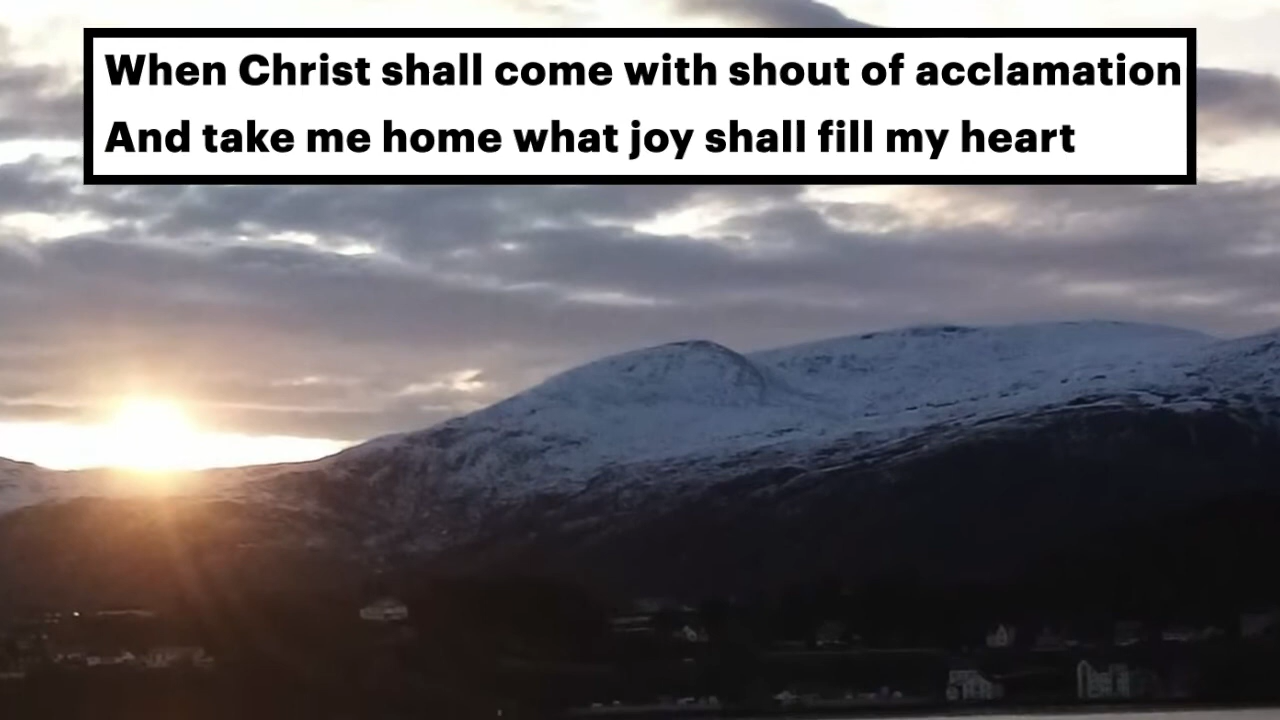 When Christ shall come with shout of acclamation
And take me home what joy shall fill my heart